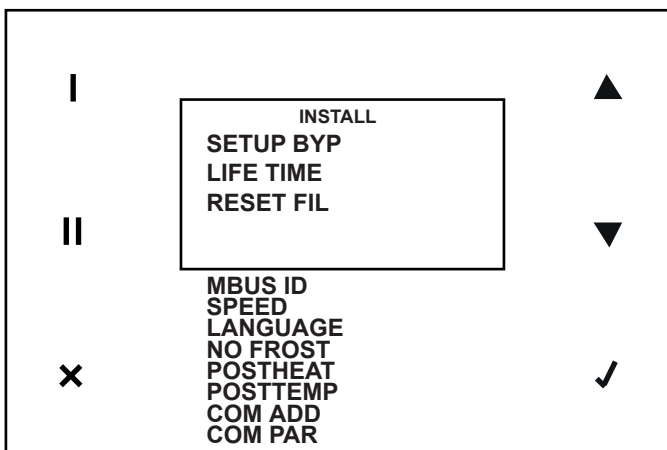 I
INSTALL
SETUP BYP
LIFE TIME
RESET FIL
II
MBUS ID
SPEED
LANGUAGE
NO FROST
POSTHEAT
POSTTEMP
COM ADD
COM PAR